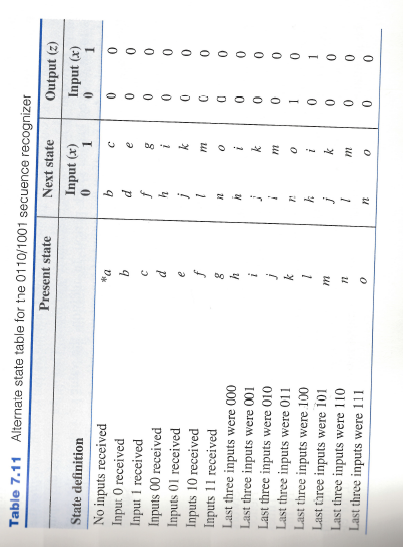 Table 7.11 Alternate state table for the 0110/1001 sequence recognizer
Present state Next state Output (z)
Input (x) Input (x)
State definition 0 1 0 1
No inputs received *a b c 0 0
Input 0 received b d e 0 0
Input 1 received c f g 0 0
Inputs 00 received d h i 0 0
Inputs 01 received e j k 0 0
Inputs 10 received f l m 0 0
Inputs 11 received g n o 0 0
Last three inputs were 000 h h i 0 0
Last three inputs were 001 i j k 0 0
Last three inputs were 010 j l m 0 0
Last three inputs were 011 k n o 1 0
Last three inputs were 100 l h i 0 1
Last three inputs were 101 m j k 0 0
Last three inputs were 110 n l m 0 0
Last three inputs were 111 o n o 0 0